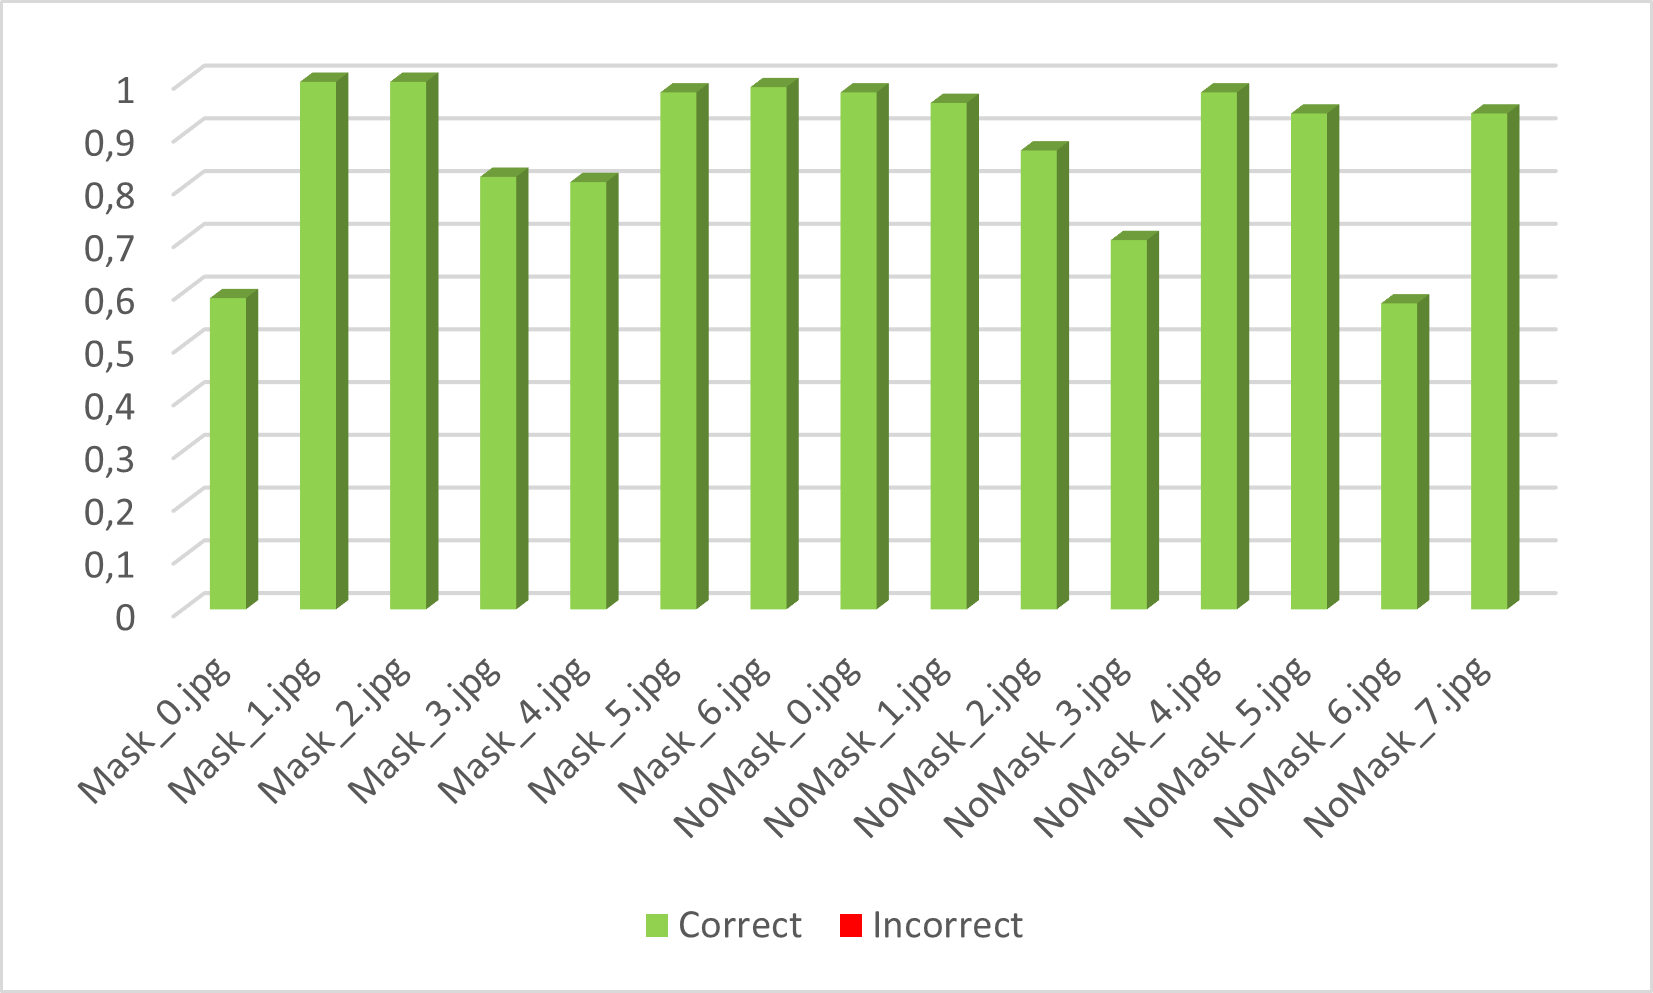 1
0,9
0,8
0,7
0,6
0,5
0,4
0,3
0,2
0,1
0
Mask_0.jpg
Mask_1.jpg
Mask_2.jpg
Mask_3.jpg
Mask_4.jpg
Mask_5.jpg
Mask_6.jpg
NoMask_0.jpg
NoMask_1.jpg
NoMask_2.jpg
NoMask_3.jpg
NoMask_4.jpg
NoMask_5.jpg
NoMask_6.jpg
NoMask_7.jpg
Correct Incorrect